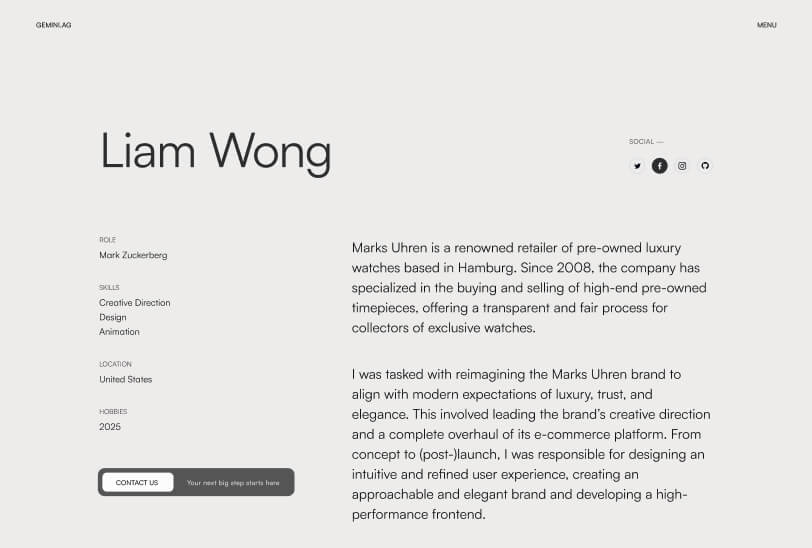 GEMINI.AG
MENU
Liam Wong
SOCIAL —
ROLE
Mark Zuckerberg
SKILLS
Creative Direction
Design
Animation
LOCATION
United States
HOBBIES
2025
CONTACT US
Your next big step starts here
Marks Uhren is a renowned retailer of pre-owned luxury
watches based in Hamburg. Since 2008, the company has
specialized in the buying and selling of high-end pre-owned
timepieces, offering a transparent and fair process for
collectors of exclusive watches.
I was tasked with reimagining the Marks Uhren brand to
align with modern expectations of luxury, trust, and
elegance. This involved leading the brand’s creative direction
and a complete overhaul of its e-commerce platform. From
concept to (post-)launch, I was responsible for designing an
intuitive and refined user experience, creating an
approachable and elegant brand and developing a high-
performance frontend.